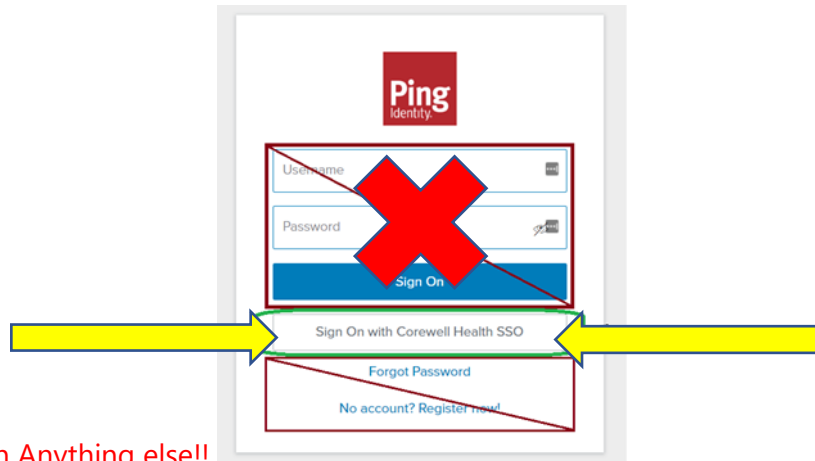 Ping
Identity.
Username
Password
Sign On
Sign On with Corewell Health SSO
Forgot Password
No account? Register now!
Anything else!!